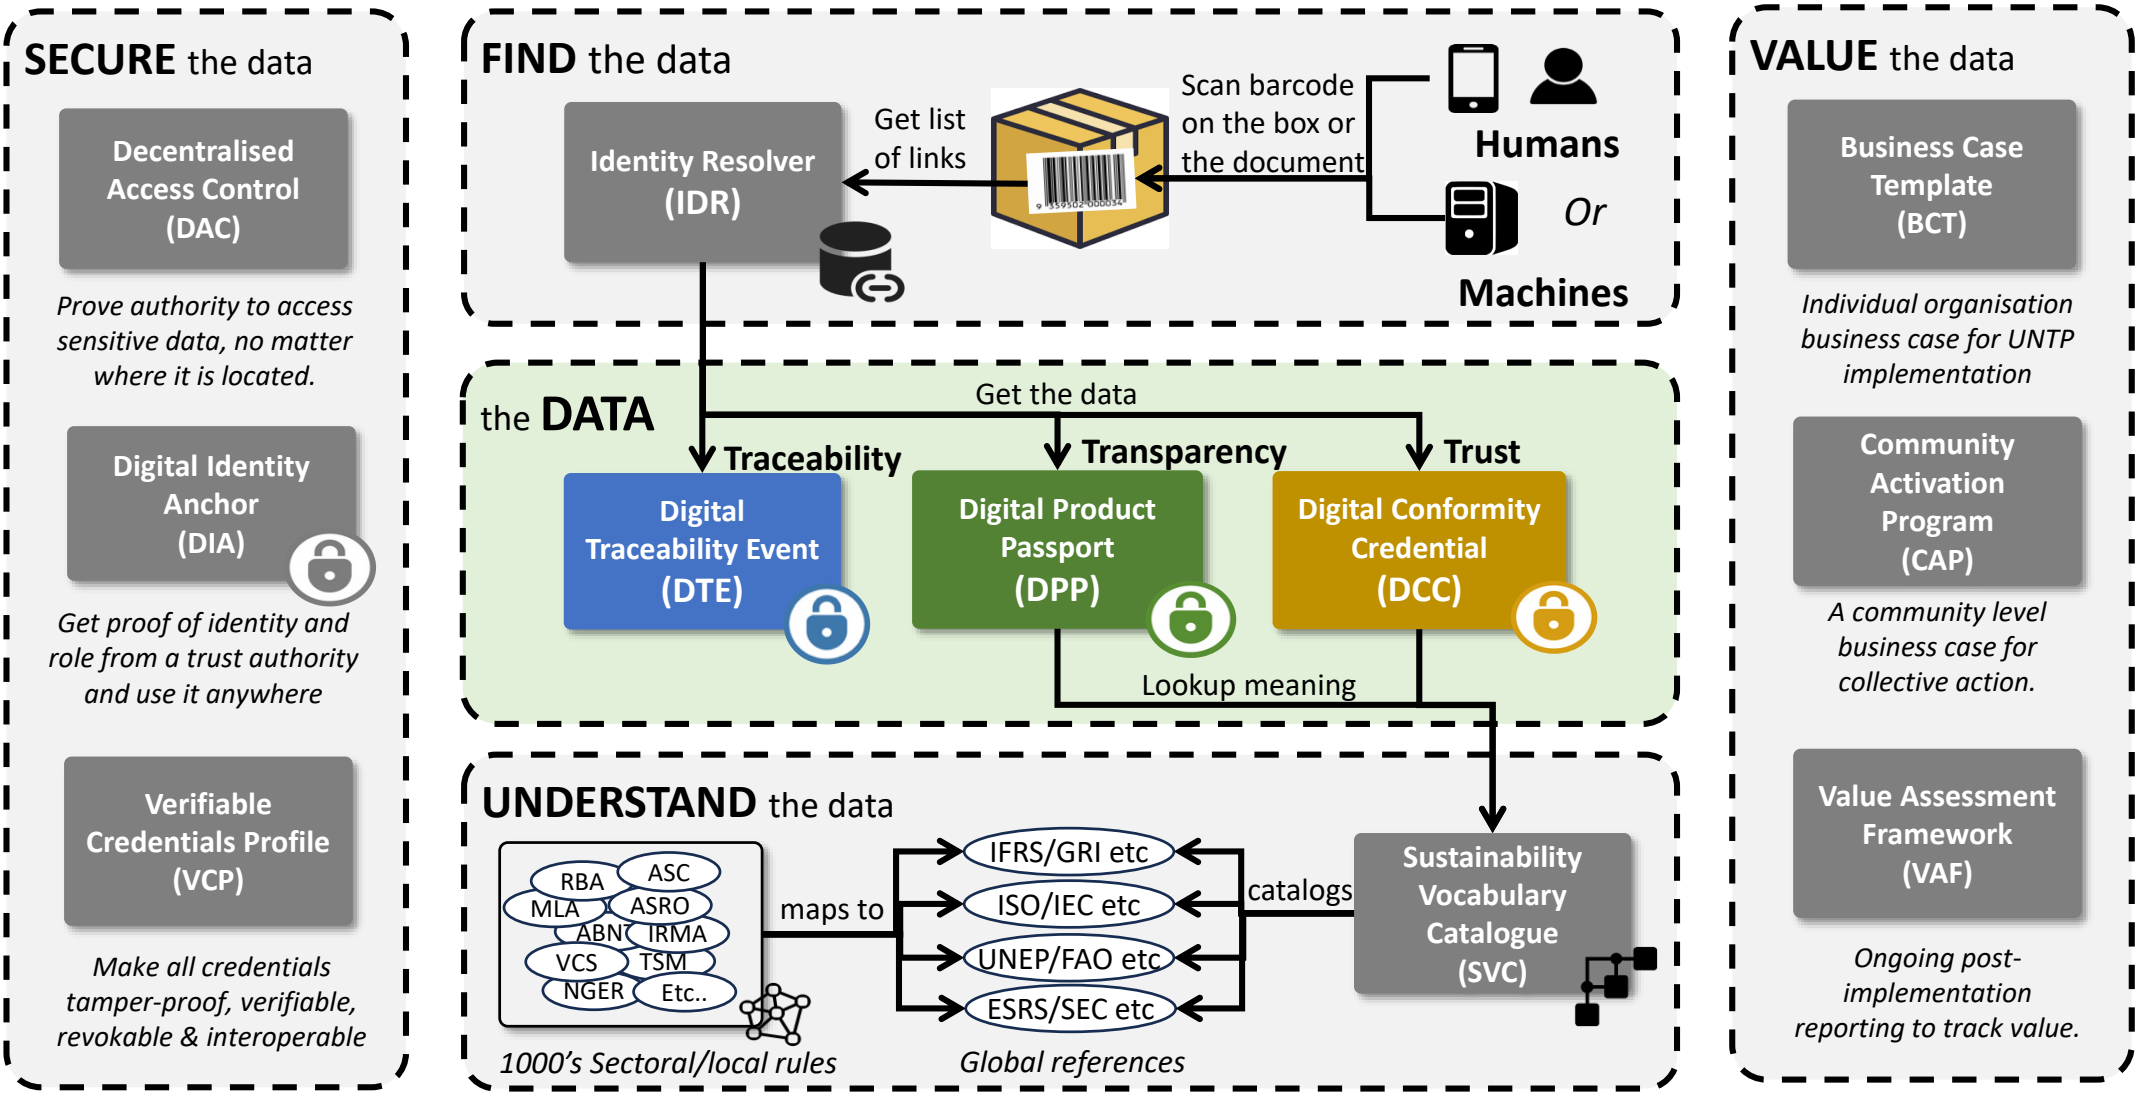 SECURE the data
Decentralised
Access Control
(DAC)
Prove authority to access
sensitive data, no matter
where it is located.
Digital Identity
Anchor
(DIA)
Get proof of identity and
role from a trust authority
and use it anywhere
Verifiable
Credentials Profile
(VCP)
Make all credentials
tamper-proof, verifiable,
revokable & interoperable
FIND the data
Identity Resolver
(IDR)
Get list
of links
9 359502 000034
Scan barcode
on the box or
the document
Humans
Or
Machines
the DATA
Get the data
Traceability
Digital
Traceability Event
(DTE)
Transparency
Digital Product
Passport
(DPP)
Trust
Digital Conformity
Credential
(DCC)
Lookup meaning
UNDERSTAND the data
RBA
ASC
MLA
ASRO
ABNT
IRMA
VCS
TSM
NGER
Etc..
1000's Sectoral/local rules
maps to
IFRS/GRI etc
ISO/IEC etc
UNEP/FAO etc
ESRS/SEC etc
Global references
catalogs
Sustainability
Vocabulary
Catalogue
(SVC)
VALUE the data
Business Case
Template
(BCT)
Individual organisation
business case for UNTP
implementation
Community
Activation
Program
(CAP)
A community level
business case for
collective action.
Value Assessment
Framework
(VAF)
Ongoing post-
implementation
reporting to track value.